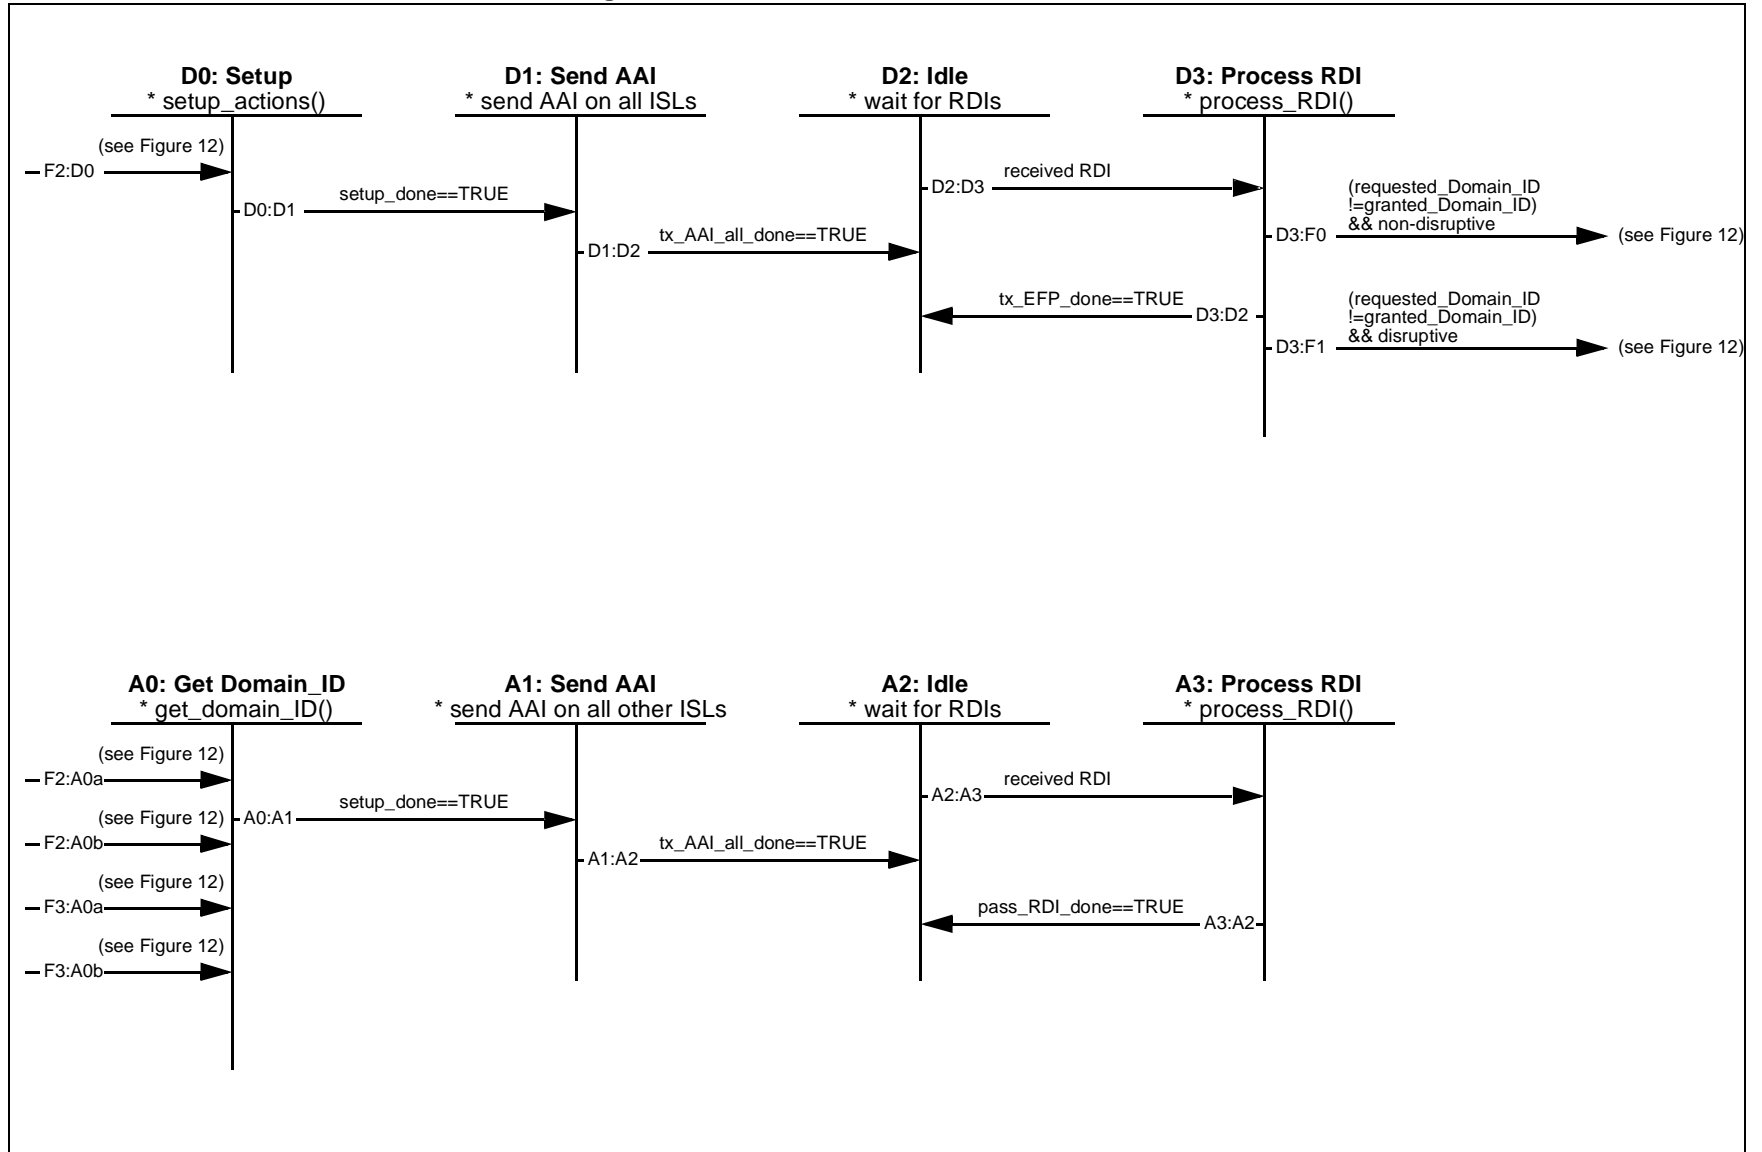 D0: Setup
* setup_actions()
D1: Send AAI
* send AAI on all ISLs
D2: Idle
* wait for RDIs
D3: Process RDI
* process_RDI()
(see Figure 12)
F2:D0
D0:D1
setup_done==TRUE
D1:D2
tx_AAI_all_done==TRUE
D2:D3
received RDI
D3:F0
(requested_Domain_ID
!=granted_Domain_ID)
&& non-disruptive
(see Figure 12)
tx_EFP_done==TRUE
D3:D2
D3:F1
(requested_Domain_ID
!=granted_Domain_ID)
&& disruptive
(see Figure 12)
A0: Get Domain_ID
* get_domain_ID()
A1: Send AAI
* send AAI on all other ISLs
A2: Idle
* wait for RDIs
A3: Process RDI
* process_RDI()
(see Figure 12)
F2:A0a
(see Figure 12)
F2:A0b
(see Figure 12)
F3:A0a
(see Figure 12)
F3:A0b
A0:A1
setup_done==TRUE
A1:A2
tx_AAI_all_done==TRUE
A2:A3
received RDI
pass_RDI_done==TRUE
A3:A2